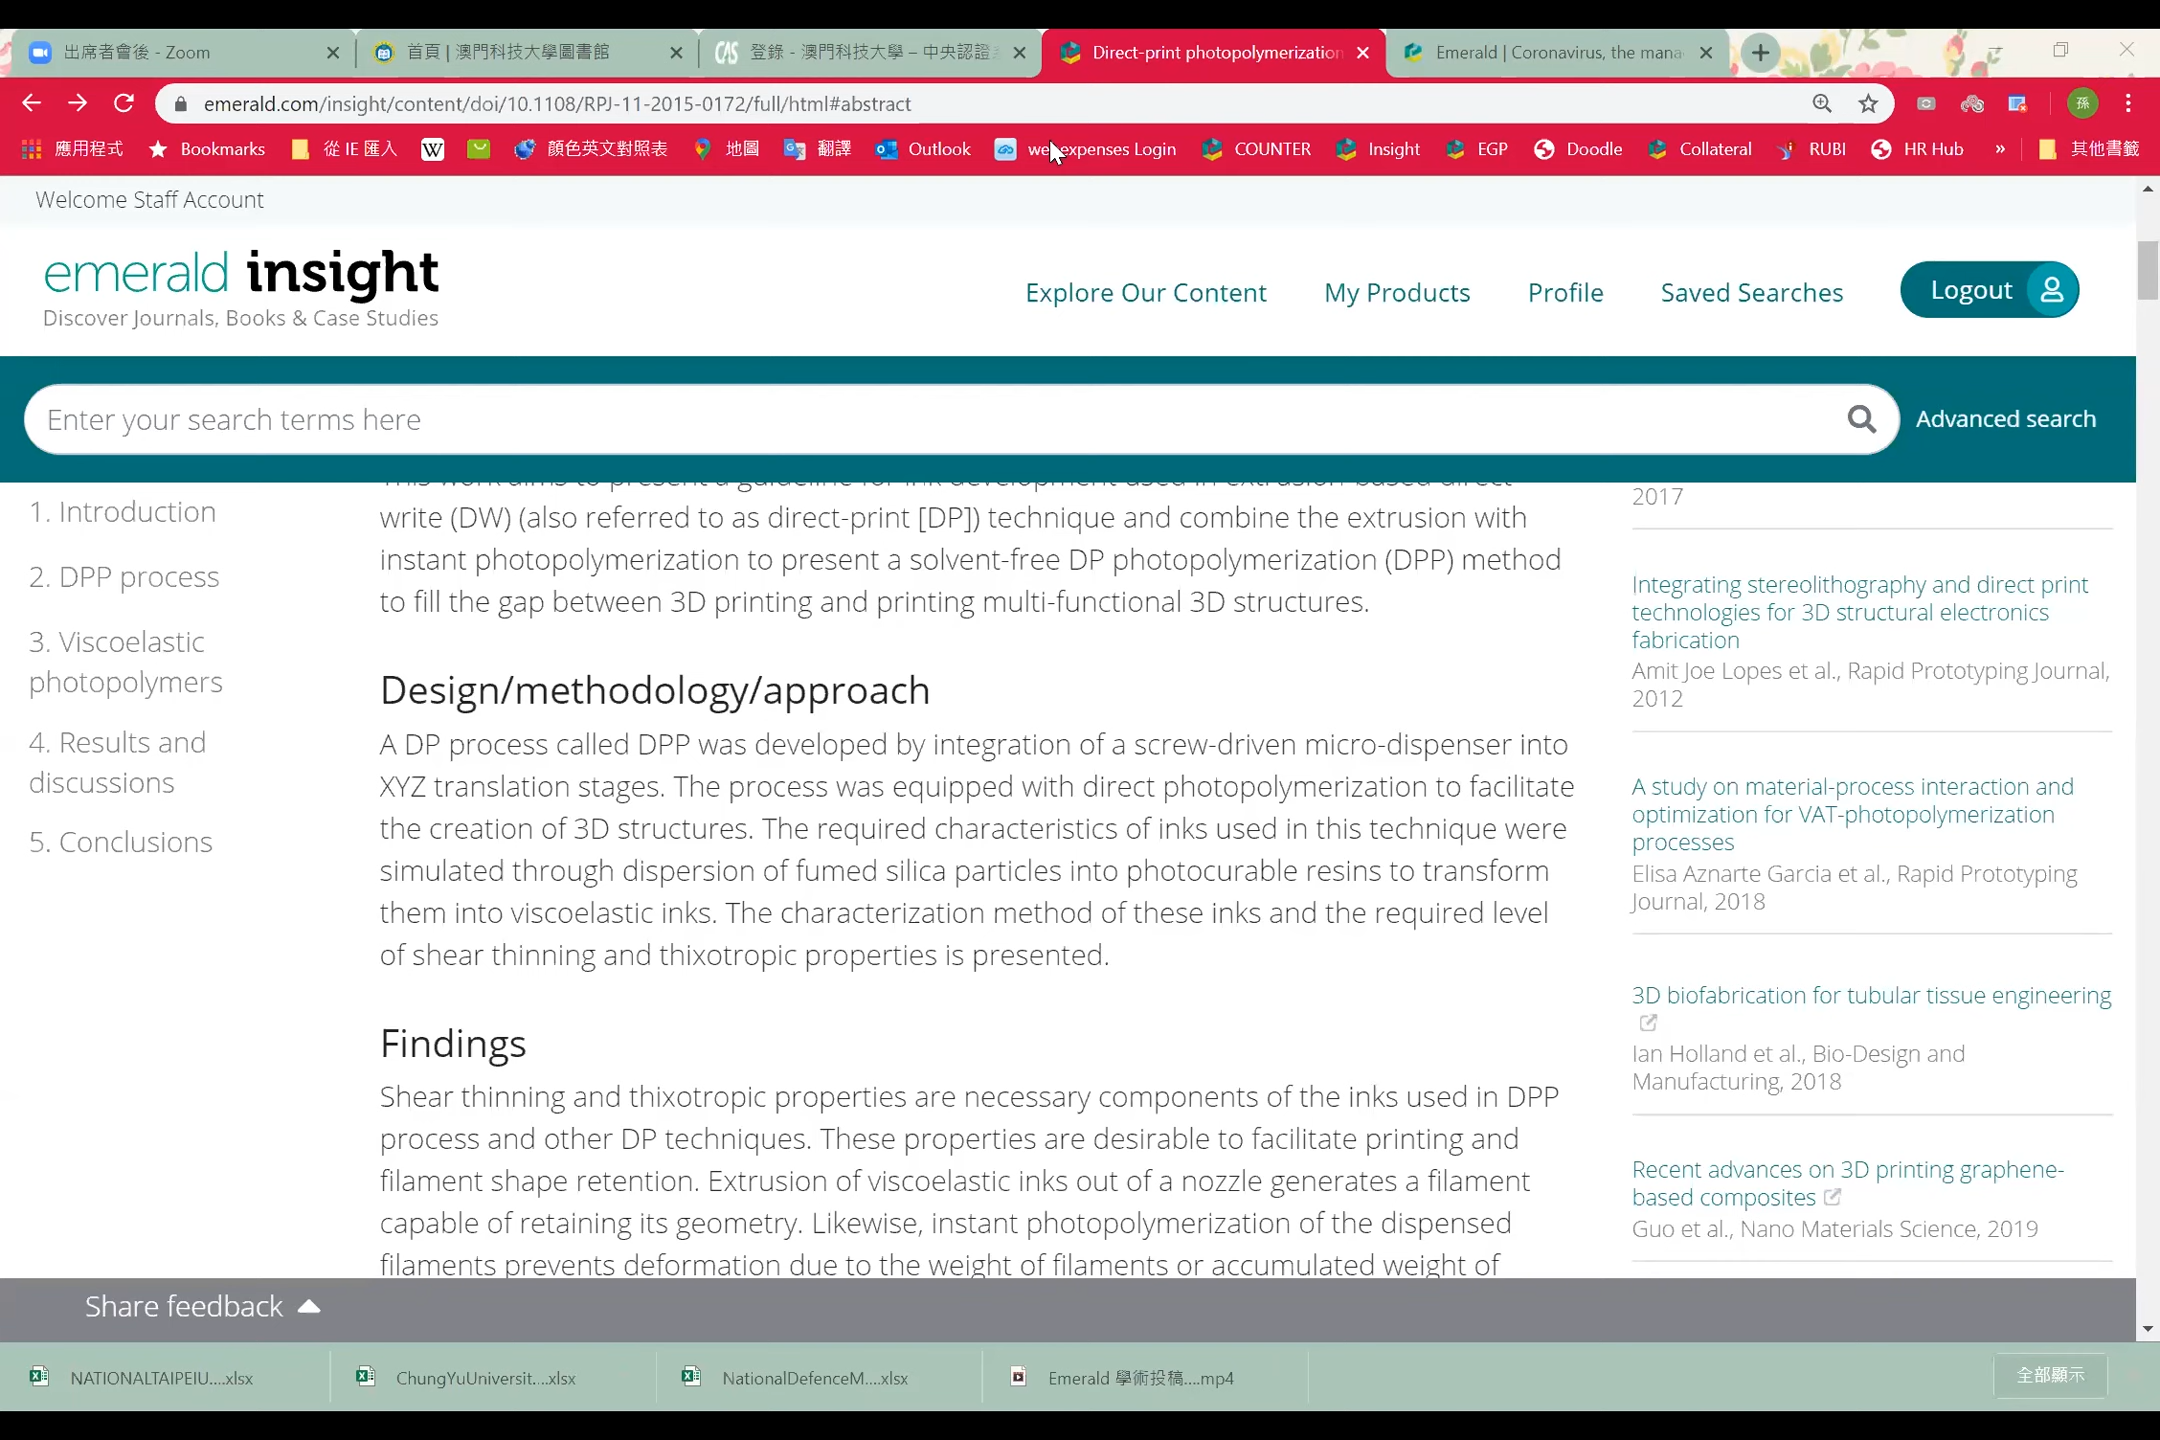 出席者會後 - Zoom
首頁 | 澳門科技大學圖書館
CAS 登錄 - 澳門科技大學 – 中央認證
Direct-print photopolymerization
Emerald | Coronavirus, the mana
emerald.com/insight/content/doi/10.1108/RPJ-11-2015-0172/full/html#abstract
孫
應用程式
Bookmarks
從 IE 匯入
W
顏色英文對照表
地圖
翻譯
Outlook
expenses Login
COUNTER
Insight
EGP
Doodle
Collateral
RUBI
HR Hub
»
其他書籤
Welcome Staff Account
emerald insight
Discover Journals, Books & Case Studies
Explore Our Content
My Products
Profile
Saved Searches
Logout
Enter your search terms here
Advanced search
1. Introduction
2. DPP process
3. Viscoelastic
photopolymers
4. Results and
discussions
5. Conclusions
This work aims to present a guideline for ink development used in extrusion-based direct
write (DW) (also referred to as direct-print [DP]) technique and combine the extrusion with
instant photopolymerization to present a solvent-free DP photopolymerization (DPP) method
to fill the gap between 3D printing and printing multi-functional 3D structures.
Design/methodology/approach
A DP process called DPP was developed by integration of a screw-driven micro-dispenser into
XYZ translation stages. The process was equipped with direct photopolymerization to facilitate
the creation of 3D structures. The required characteristics of inks used in this technique were
simulated through dispersion of fumed silica particles into photocurable resins to transform
them into viscoelastic inks. The characterization method of these inks and the required level
of shear thinning and thixotropic properties is presented.
Findings
Shear thinning and thixotropic properties are necessary components of the inks used in DPP
process and other DP techniques. These properties are desirable to facilitate printing and
filament shape retention. Extrusion of viscoelastic inks out of a nozzle generates a filament
capable of retaining its geometry. Likewise, instant photopolymerization of the dispensed
filaments prevents deformation due to the weight of filaments or accumulated weight of
2017
Integrating stereolithography and direct print
technologies for 3D structural electronics
fabrication
Amit Joe Lopes et al., Rapid Prototyping Journal,
2012
A study on material-process interaction and
optimization for VAT-photopolymerization
processes
Elisa Aznarte Garcia et al., Rapid Prototyping
Journal, 2018
3D biofabrication for tubular tissue engineering
Ian Holland et al., Bio-Design and
Manufacturing, 2018
Recent advances on 3D printing graphene-
based composites
Guo et al., Nano Materials Science, 2019
Share feedback
NATIONALTAIPEIU....xlsx
ChungYuUniversit....xlsx
NationalDefenceM....xlsx
Emerald 學術投稿....mp4
全部顯示